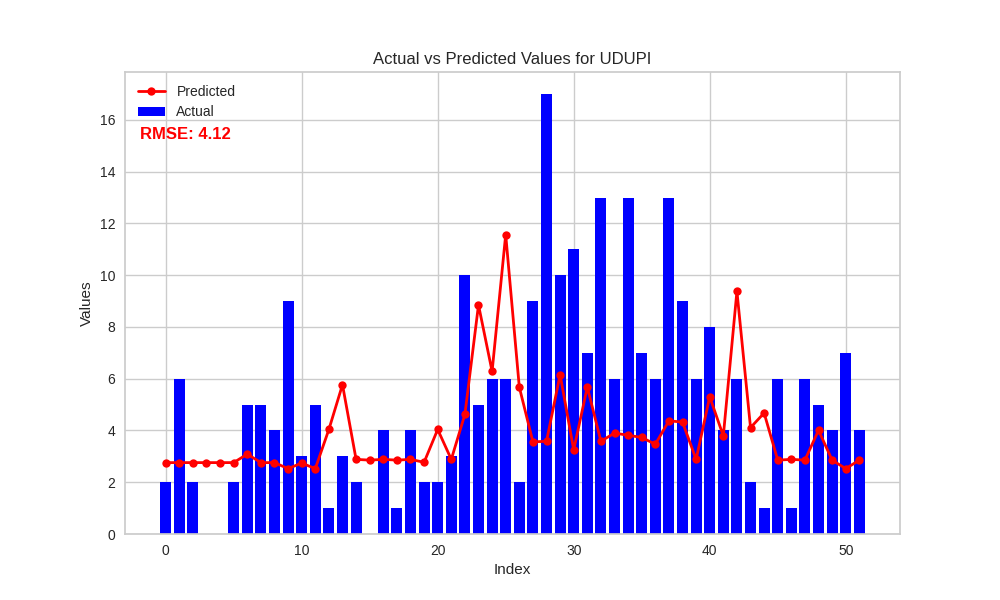 Actual vs Predicted Values for UDUPI
Predicted
Actual
RMSE: 4.12
Values
16
14
12
10
8
6
4
2
0
0 10 20 30 40 50
Index